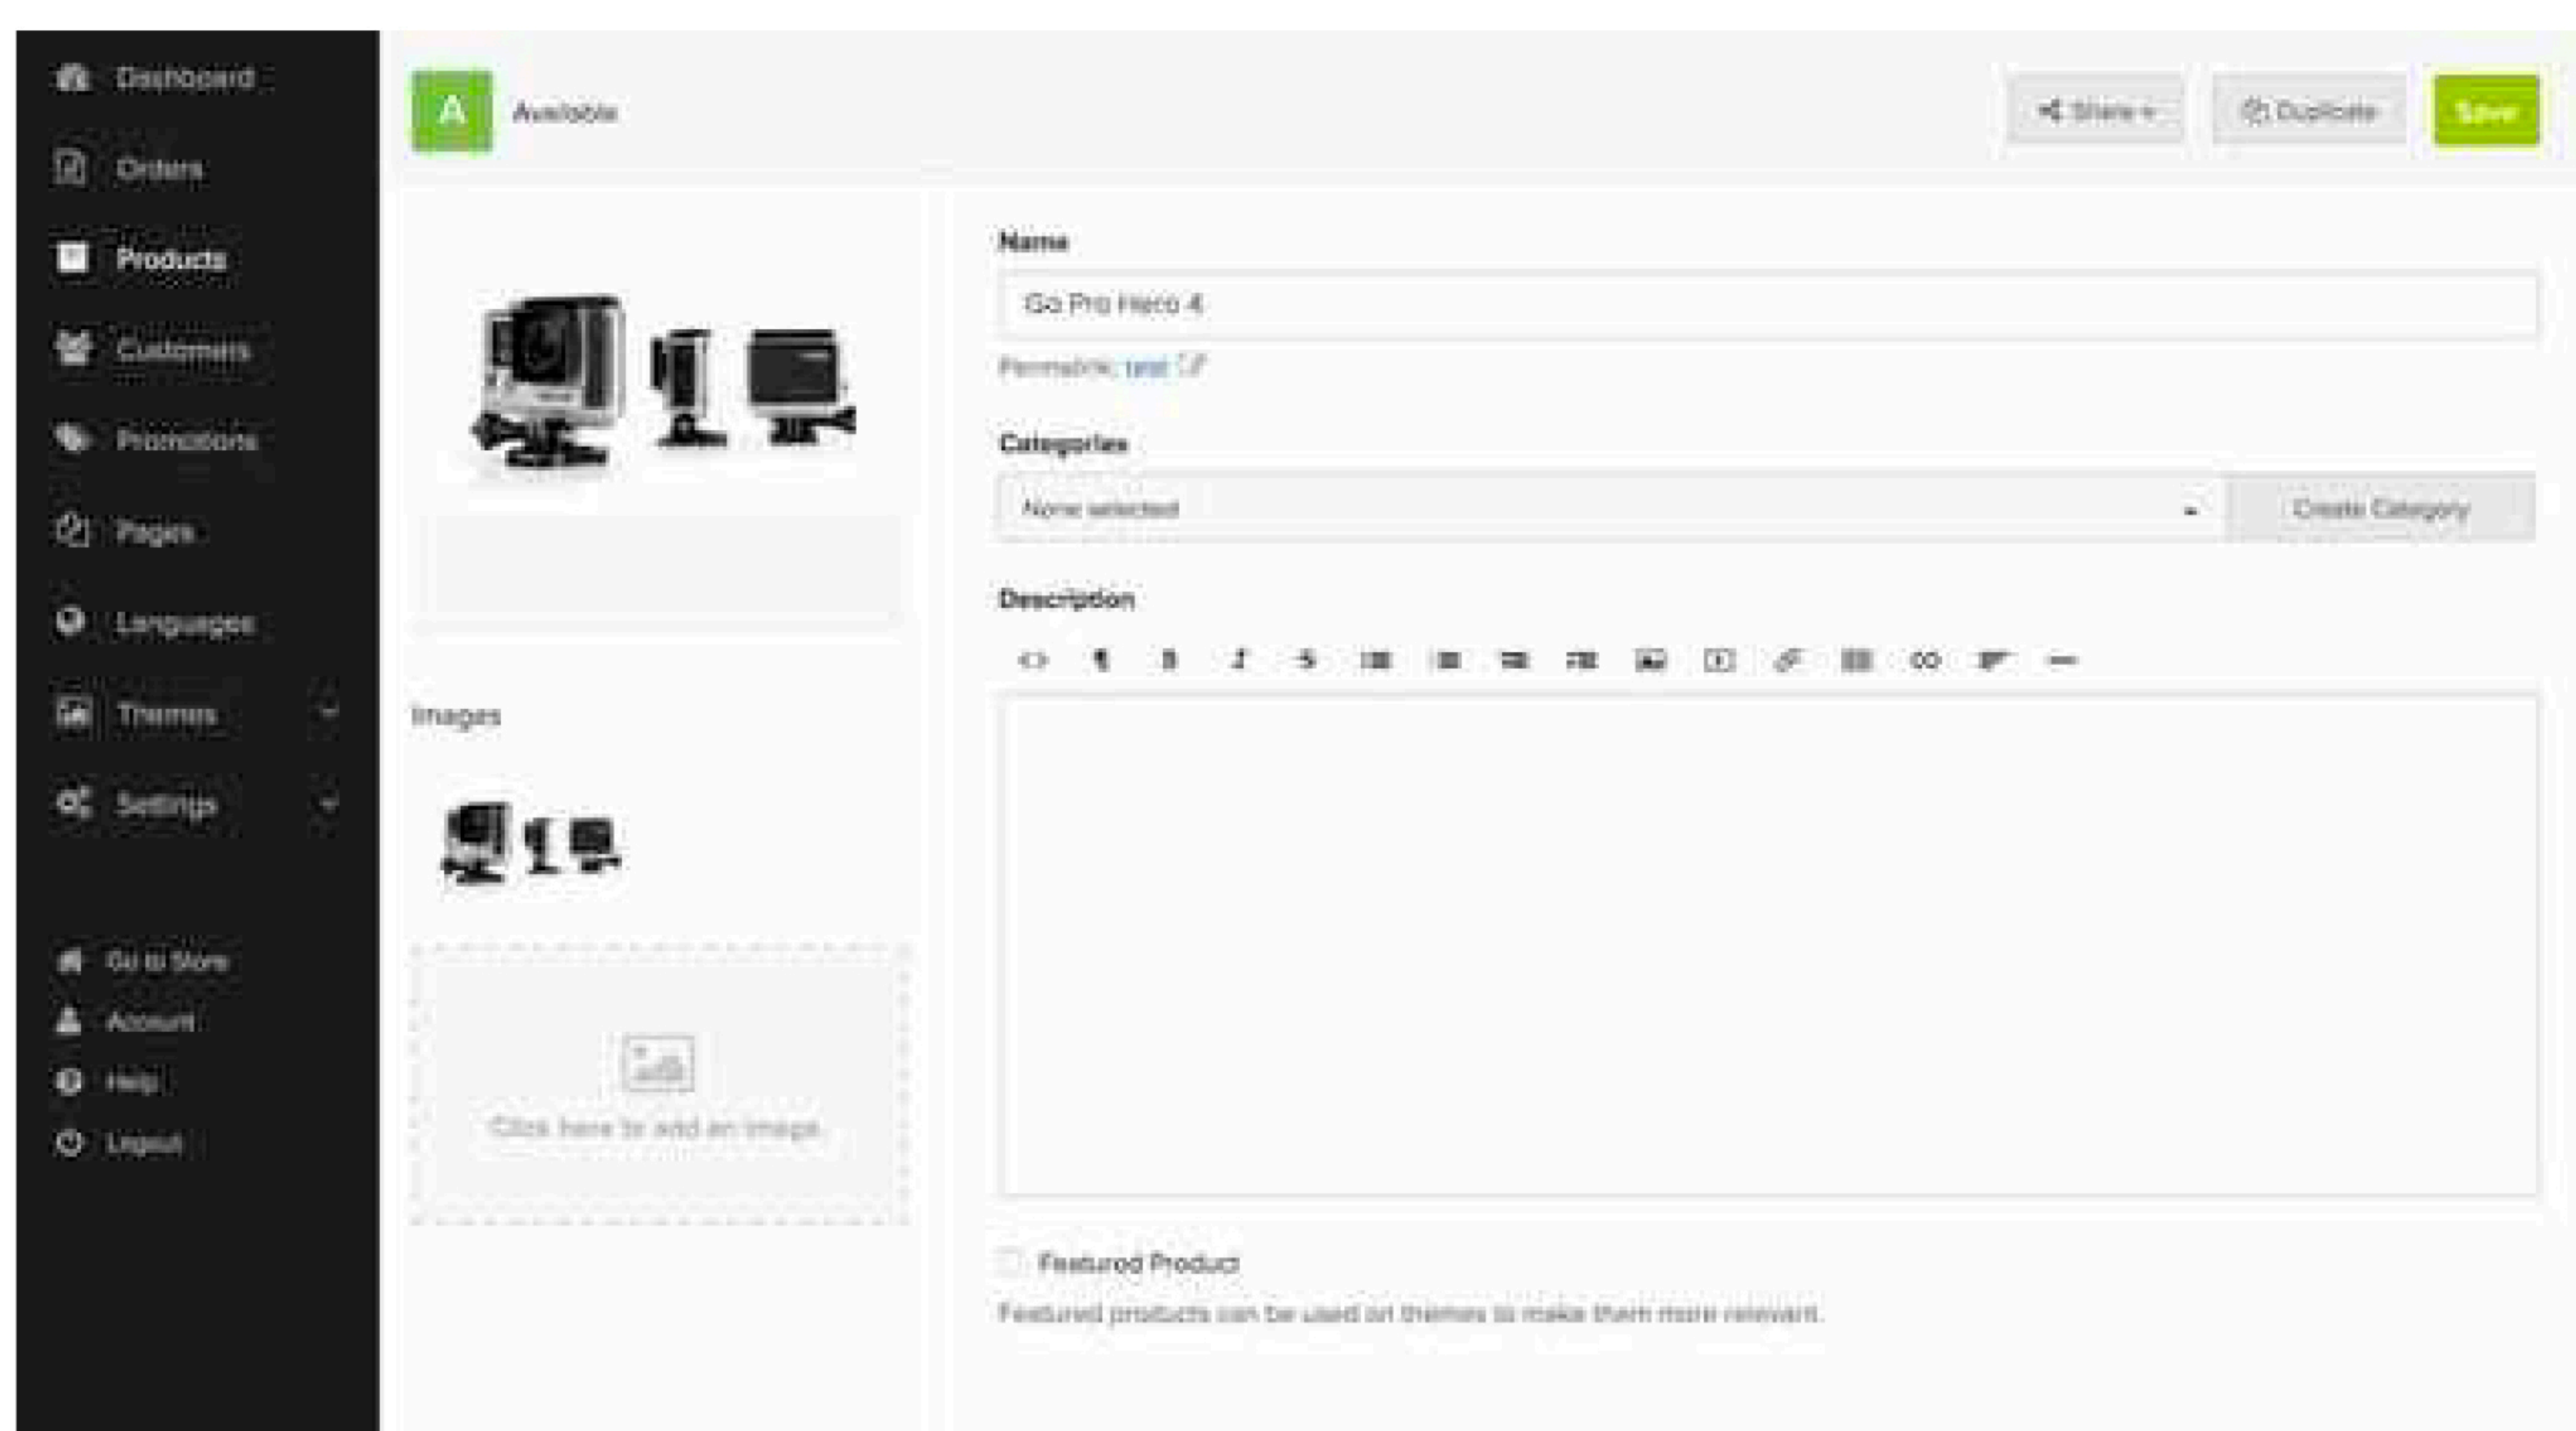 Dashboard
Orders
Products
Customers
Promotions
Pages
Languages
Themes
Settings
Go to Store
Account
Help
Logout
A Available
Share
Duplicate
Save
Name
Go Pro Hero 4
Permalink: test
Categories
None selected
Create Category
Description
Images
Click here to add an image.
Featured Product
Featured products can be used on themes to make them more relevant.